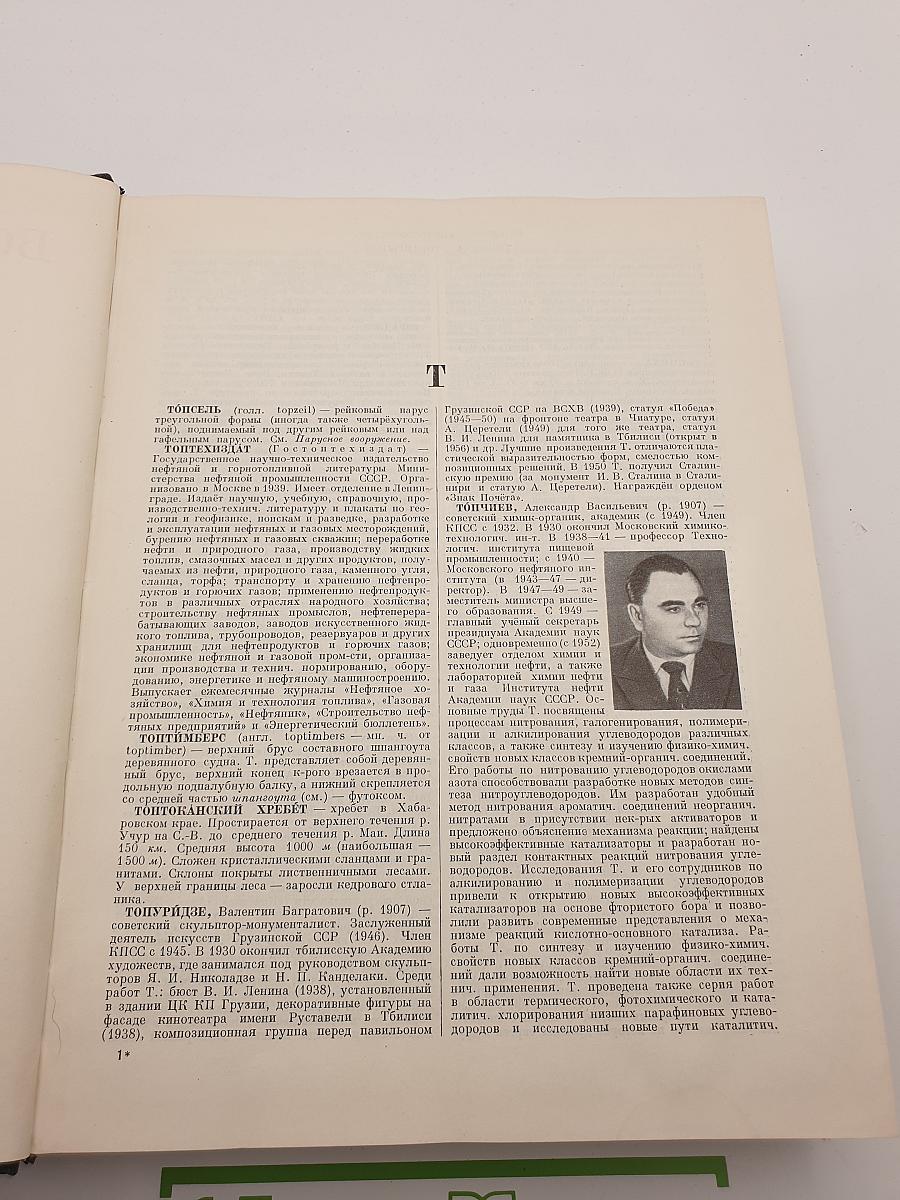 Т
ТО́ПСЕЛЬ (голл. topzeil) — рейковый парус
треугольной формы (иногда также четырёхуголь-
ной), поднимаемый под другим рейковым или над
гафельным парусом. См. Парусное вооружение.
ТОПТЕХИЗДА́Т (Гостоптехиздат) —
Государственное научно-техническое издательство
нефтяной и горнотопливной литературы Мини-
стерства нефтяной промышленности СССР. Орга-
низовано в Москве в 1939. Имеет отделение в Ленин-
граде. Издаёт научную, учебную, справочную, про-
изводственно-технич. литературу и плакаты по гео-
логии и геофизике, поискам и разведке, разработке
и эксплуатации нефтяных и газовых месторождений,
бурению нефтяных и газовых скважин; переработке
нефти и природного газа, производству жидких
топлив, смазочных масел и других продуктов, полу-
чаемых из нефти, природного газа, каменного угля,
сланца, торфа; транспорту и хранению нефтепро-
дуктов и горючих газов; применению нефтепродук-
тов в различных отраслях народного хозяйства;
строительству нефтяных промыслов, нефтеперера-
батывающих заводов, заводов искусственного жид-
кого топлива, трубопроводов, резервуаров и других
хранилищ для нефтепродуктов и горючих газов;
экономике нефтяной и газовой пром-сти, организа-
ции производства и технич. нормированию, обору-
дованию, энергетике и нефтяному машиностроению.
Выпускает ежемесячные журналы «Нефтяное хо-
зяйство», «Химия и технология топлива», «Газовая
промышленность», «Нефтяник», «Строительство неф-
тяных предприятий» и «Энергетический бюллетень».
ТОПТИ́МБЕРС (англ. toptimbers — мн. ч. от
toptimber) — верхний брус составного шпангоута
деревянного судна. Т. представляет собой деревян-
ный брус, верхний конец к-рого врезается в про-
дольную подпалубную балку, а нижний скрепляется
со средней частью шпангоута (см.) — футоксом.
ТОПТОКА́НСКИЙ ХРЕБЕ́Т — хребет в Хаба-
ровском крае. Простирается от верхнего течения р.
Учур на С.-В. до среднего течения р. Маи. Длина
150 км. Средняя высота 1000 м (наибольшая —
1500 м). Сложен кристаллическими сланцами и гра-
нитами. Склоны покрыты лиственничными лесами.
У верхней границы леса — заросли кедрового стла-
ника.
ТОПУРИ́ДЗЕ, Валентин Багратович (р. 1907) —
советский скульптор-монументалист. Заслуженный
деятель искусств Грузинской ССР (1946). Член
КПСС с 1945. В 1930 окончил тбилисскую Академию
художеств, где занимался под руководством скульп-
торов Я. И. Николадзе и Н. П. Канделаки. Среди
работ Т.: бюст В. И. Ленина (1938), установленный
в здании ЦК КП Грузии, декоративные фигуры на
фасаде кинотеатра имени Руставели в Тбилиси
(1938), композиционная группа перед павильоном
1*
Грузинской ССР на ВСХВ (1939), статуя «Победа»
(1945—50) на фронтоне театра в Чиатуре, статуя
А. Церетели (1949) для того же театра, статуя
В. И. Ленина для памятника в Тбилиси (открыт в
1956) и др. Лучшие произведения Т. отличаются пла-
стической выразительностью форм, смелостью ком-
позиционных решений. В 1950 Т. получил Сталин-
скую премию (за монумент И. В. Сталина в Стали-
нири и статую А. Церетели). Награждён орденом
«Знак Почёта».
ТО́ПЧИЕВ, Александр Васильевич (р. 1907) —
советский химик-органик, академик (с 1949). Член
КПСС с 1932. В 1930 окончил Московский химико-
технологич. ин-т. В 1938—41 — профессор Техно-
логич. института пищевой
промышленности; с 1940 —
Московского нефтяного ин-
ститута (в 1943—47 — ди-
ректор). В 1947—49 — за-
меститель министра высше-
го образования. С 1949 —
главный учёный секретарь
президиума Академии наук
СССР; одновременно (с 1952)
заведует отделом химии и
технологии нефти, а также
лабораторией химии нефти
и газа Института нефти
Академии наук СССР. Ос-
новные труды Т. посвящены
процессам нитрования, галогенирования, полимери-
зации и алкилирования углеводородов различных
классов, а также синтезу и изучению физико-химич.
свойств новых классов кремний-органич. соединений.
Его работы по нитрованию углеводородов окислами
азота способствовали разработке новых методов син-
теза нитроуглеводородов. Им разработан удобный
метод нитрования ароматич. соединений неорганич.
нитратами в присутствии нек-рых активаторов и
предложено объяснение механизма реакции; найдены
высокоэффективные катализаторы и разработан но-
вый раздел контактных реакций нитрования угле-
водородов. Исследования Т. и его сотрудников по
алкилированию и полимеризации углеводородов
привели к открытию новых высокоэффективных
катализаторов на основе фтористого бора и позво-
лили развить современные представления о меха-
низме реакций кислотно-основного катализа. Ра-
боты Т. по синтезу и изучению физико-химич.
свойств новых классов кремний-органич. соедине-
ний дали возможность найти новые области их тех-
нич. применения. Т. проведена также серия работ
в области термического, фотохимического и ката-
литич. хлорирования низших парафиновых углево-
дородов и исследованы новые пути каталитич.